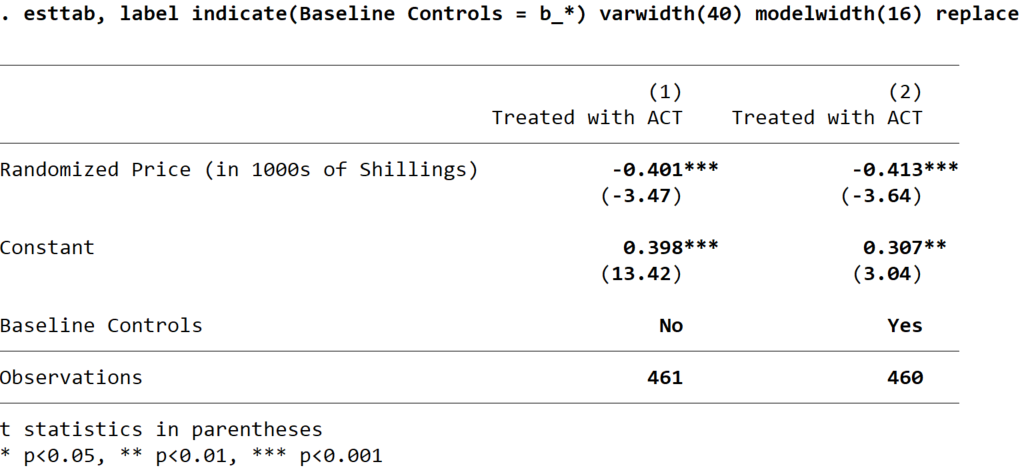 . esttab, label indicate(Baseline Controls = b_*) varwidth(40) modelwidth(16) replace
(1) (2)
Treated with ACT Treated with ACT
Randomized Price (in 1000s of Shillings) -0.401*** -0.413***
(-3.47) (-3.64)
Constant 0.398*** 0.307**
(13.42) (3.04)
Baseline Controls No Yes
Observations 461 460
t statistics in parentheses
* p<0.05, ** p<0.01, *** p<0.001